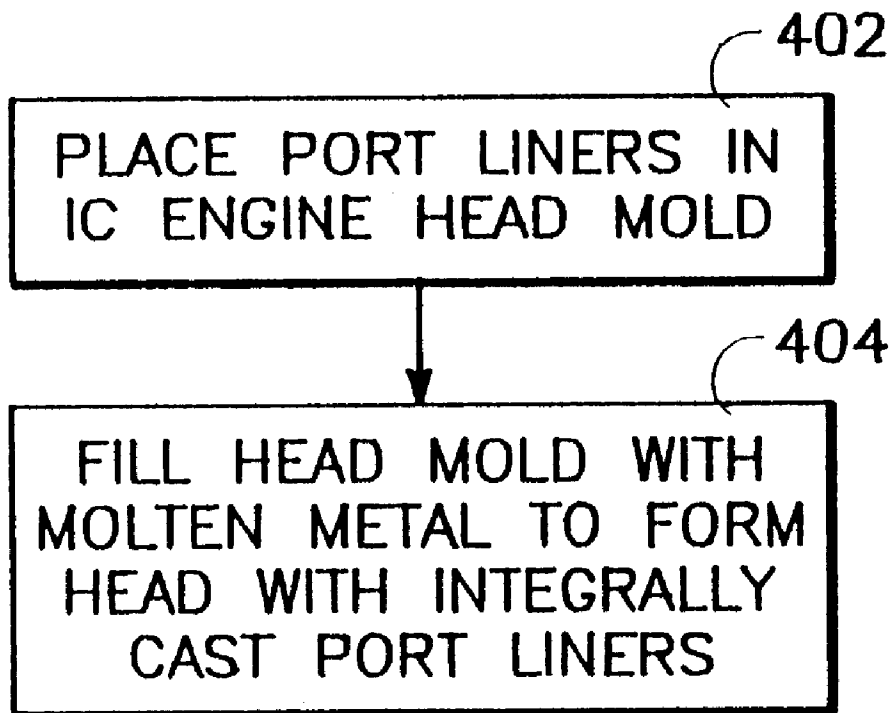 402
PLACE PORT LINERS IN
IC ENGINE HEAD MOLD
404
FILL HEAD MOLD WITH
MOLTEN METAL TO FORM
HEAD WITH INTEGRALLY
CAST PORT LINERS